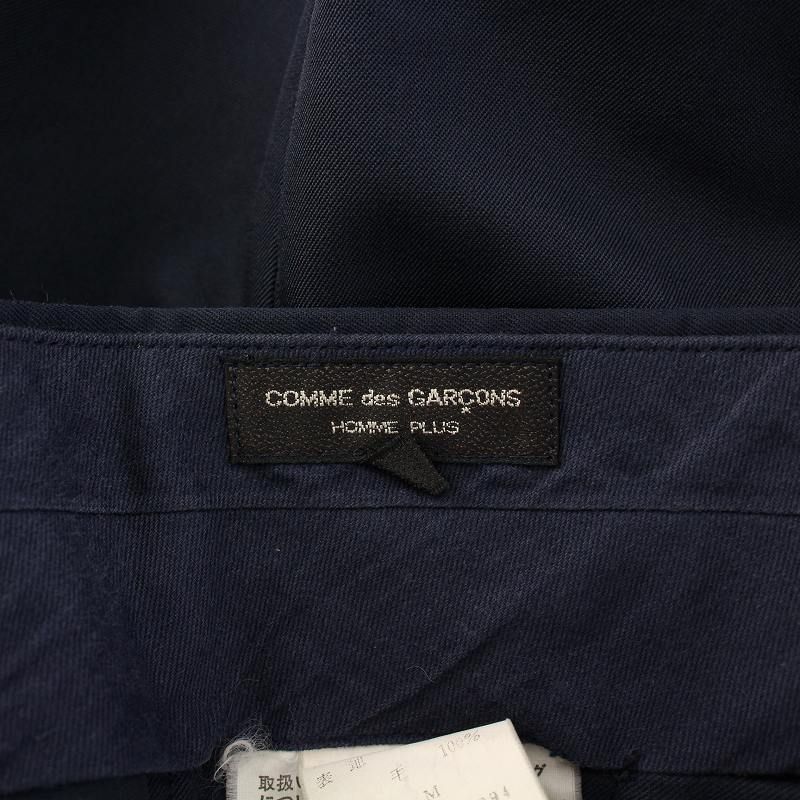 COMME des GARÇONS
HOMME PLUS
表地 毛 100%
M
取扱い